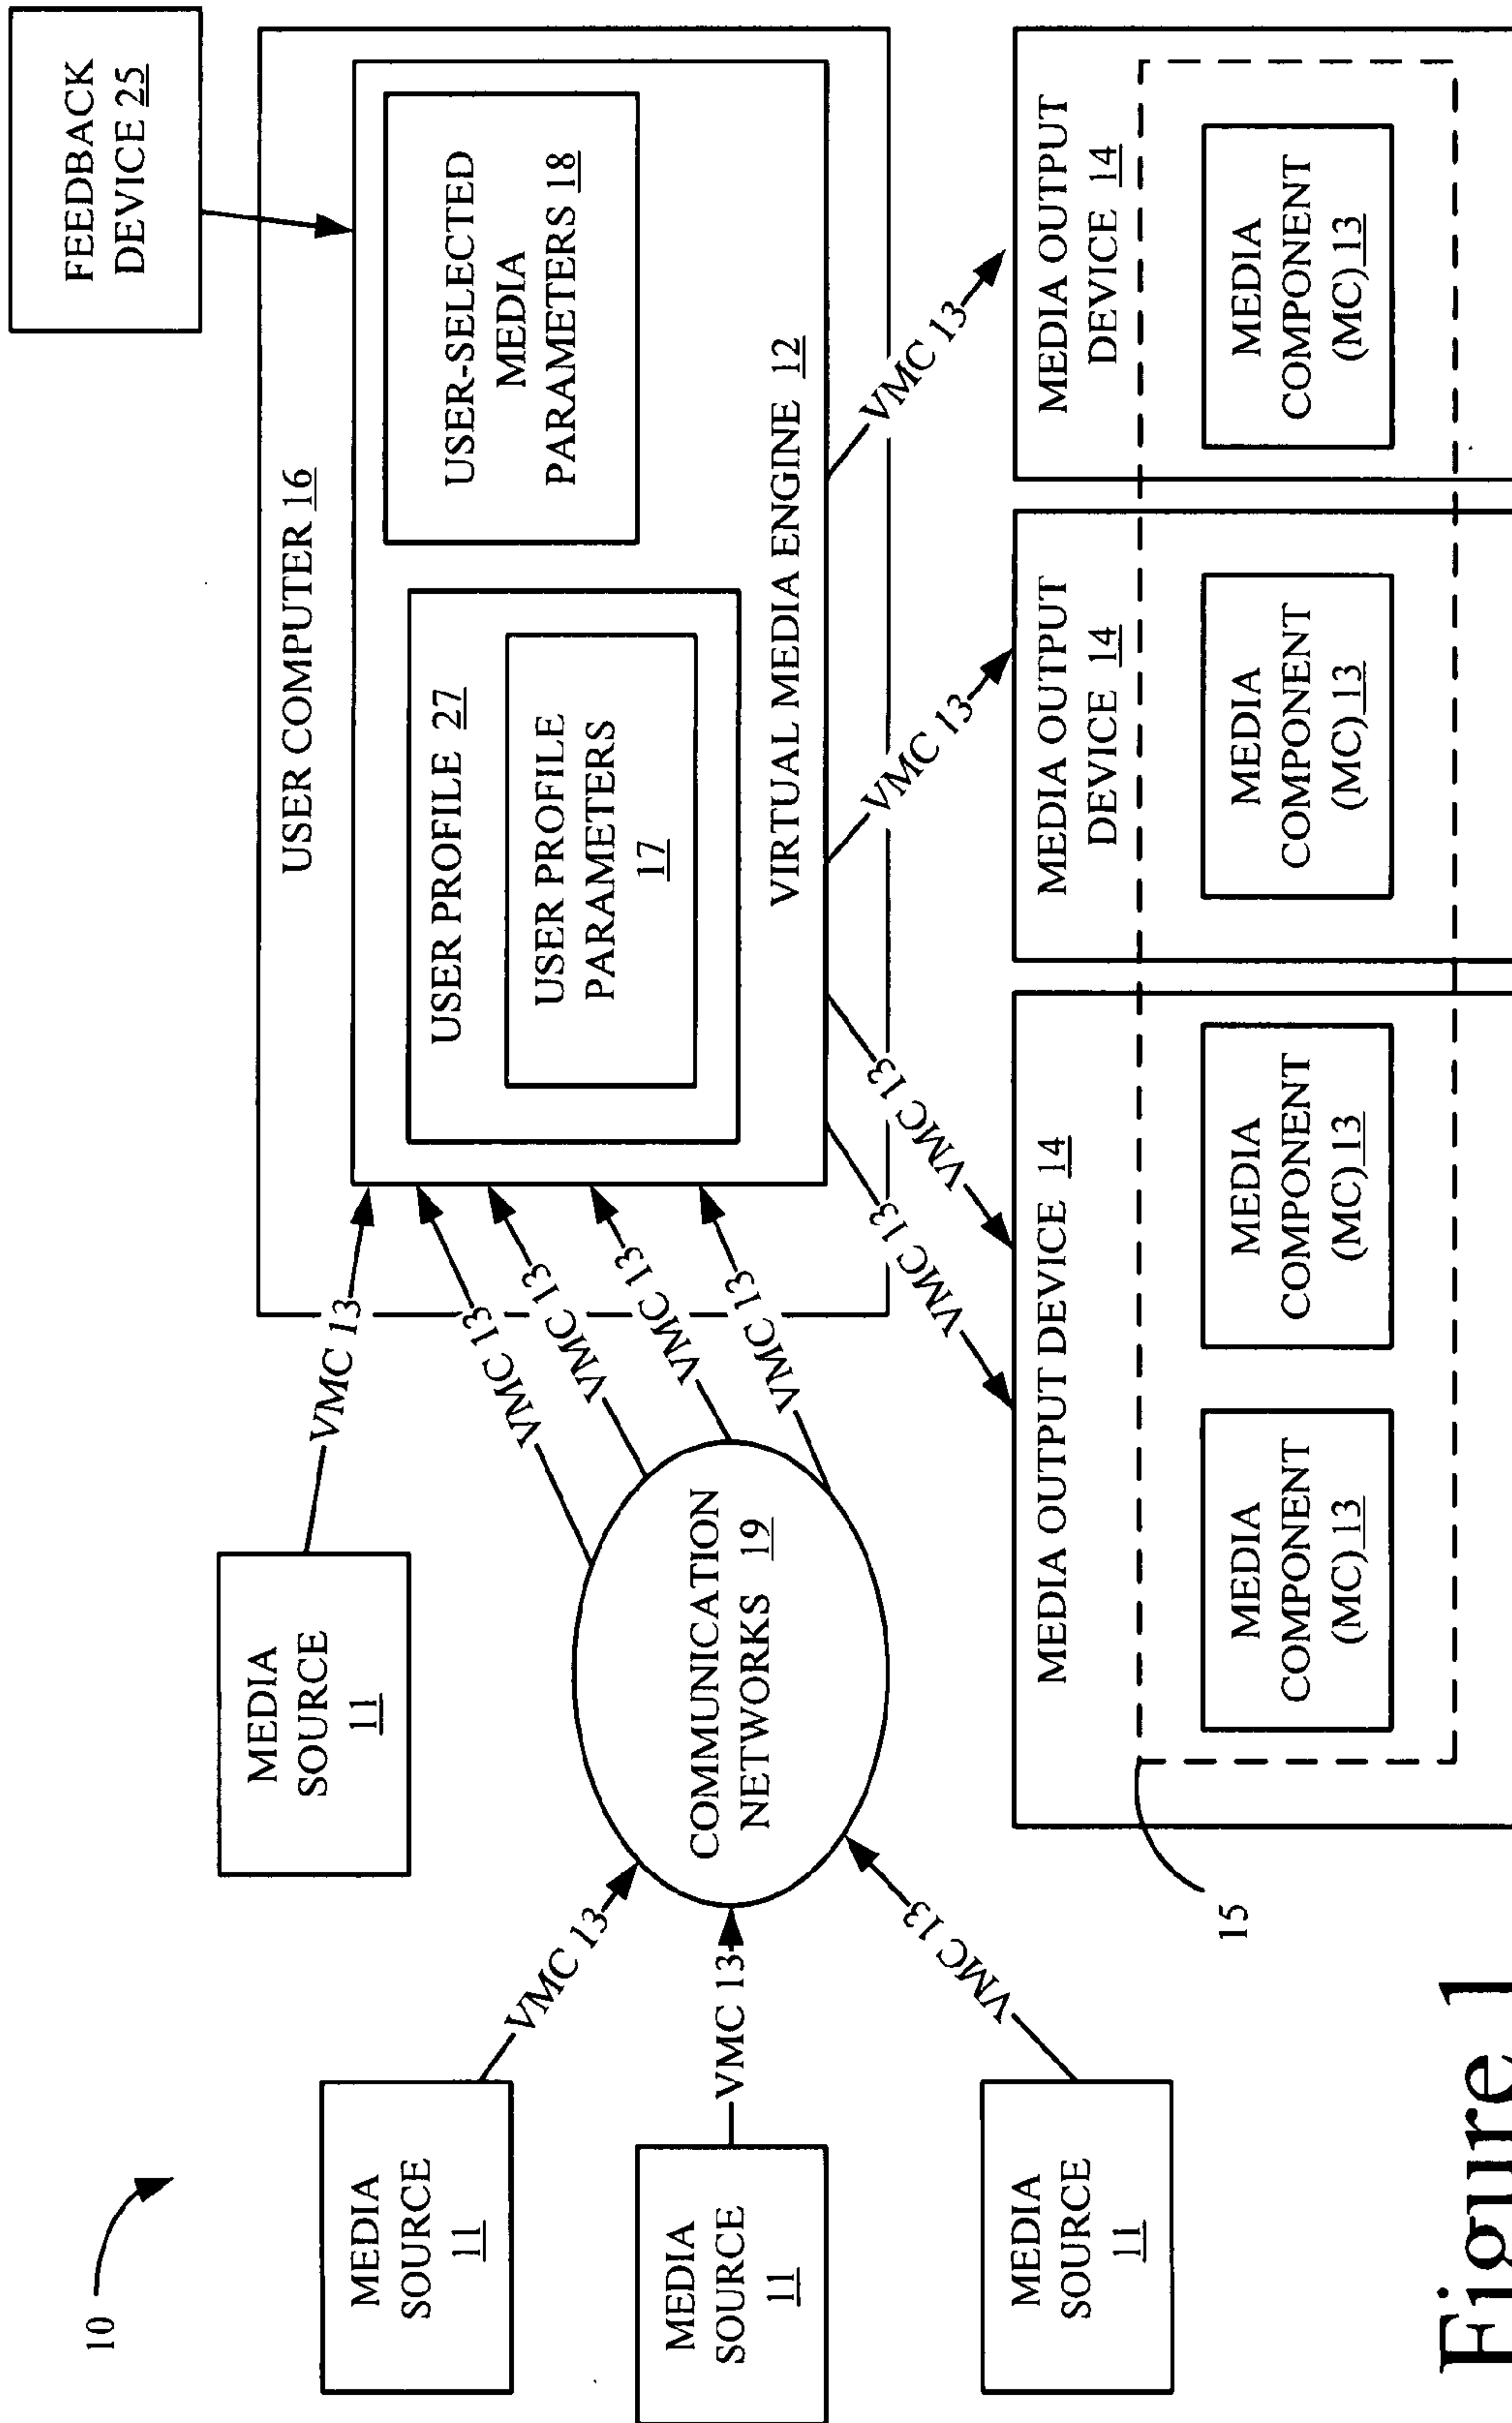 10
MEDIA
SOURCE
11
MEDIA
SOURCE
11
MEDIA
SOURCE
11
MEDIA
SOURCE
11
VMC 13
VMC 13
VMC 13
VMC 13
COMMUNICATION
NETWORKS 19
VMC 13
VMC 13
VMC 13
VMC 13
FEEDBACK
DEVICE 25
USER COMPUTER 16
USER PROFILE 27
USER PROFILE
PARAMETERS
17
USER-SELECTED
MEDIA
PARAMETERS 18
VIRTUAL MEDIA ENGINE 12
VMC 13
VMC 13
VMC 13
VMC 13
MEDIA OUTPUT DEVICE 14
MEDIA
COMPONENT
(MC) 13
MEDIA
COMPONENT
(MC) 13
MEDIA OUTPUT
DEVICE 14
MEDIA
COMPONENT
(MC) 13
MEDIA OUTPUT
DEVICE 14
MEDIA
COMPONENT
(MC) 13
15
Figure 1